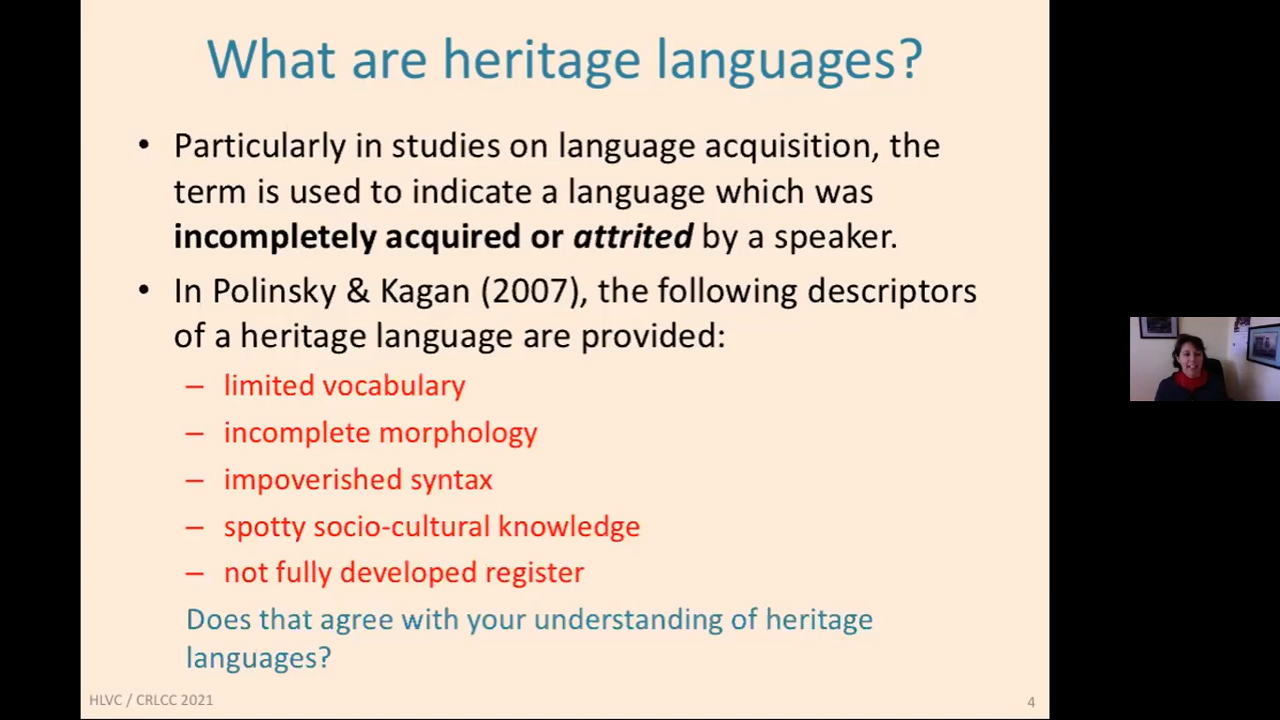 What are heritage languages?
• Particularly in studies on language acquisition, the
term is used to indicate a language which was
incompletely acquired or attrited by a speaker.
• In Polinsky & Kagan (2007), the following descriptors
of a heritage language are provided:
– limited vocabulary
– incomplete morphology
– impoverished syntax
– spotty socio-cultural knowledge
– not fully developed register
Does that agree with your understanding of heritage
languages?
HLVC / CRLCC 2021
4